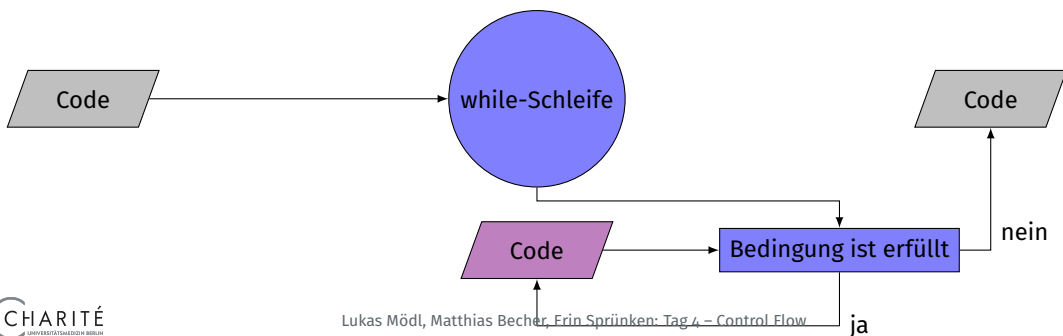 Code
while-Schleife
Code
Code
Bedingung ist erfüllt
nein
ja
CHARITÉ
UNIVERSITÄTSMEDIZIN BERLIN
Lukas Mödl, Matthias Becher, Erin Sprünken: Tag 4 – Control Flow